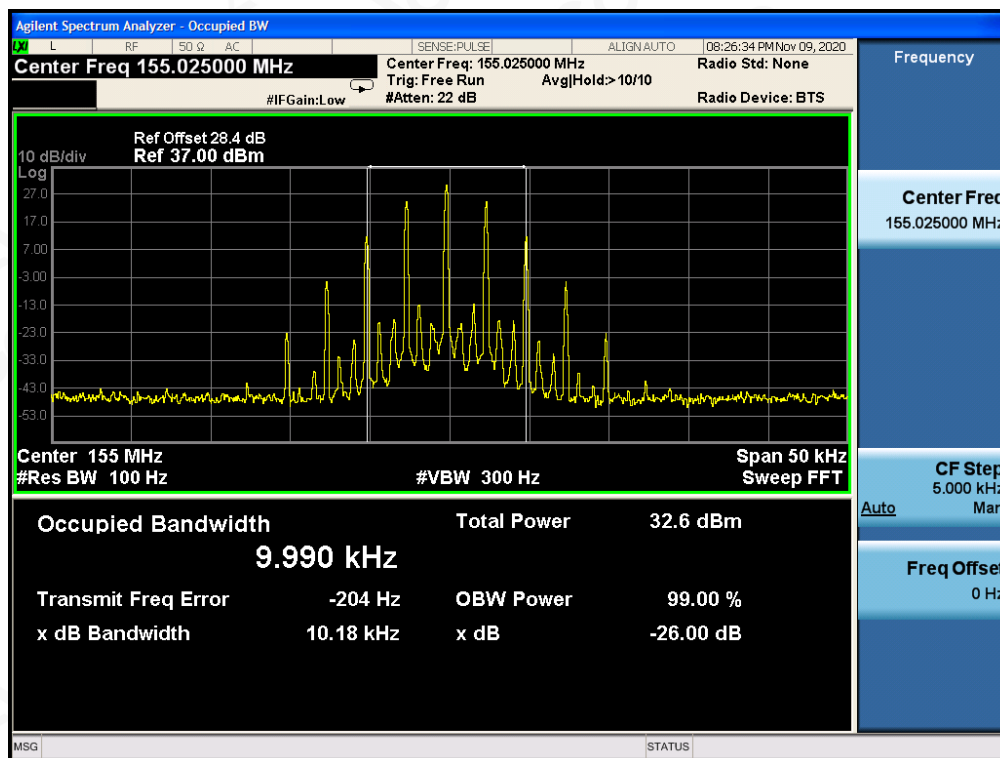 Agilent Spectrum Analyzer - Occupied BW
LXI L RF 50 Ω AC SENSE:PULSE ALIGN AUTO 08:26:34 PM Nov 09, 2020
Center Freq 155.025000 MHz
Center Freq: 155.025000 MHz
Radio Std: None
Trig: Free Run Avg|Hold:>10/10
#IFGain:Low
#Atten: 22 dB
Radio Device: BTS
Ref Offset 28.4 dB
10 dB/div Ref 37.00 dBm
Log
27.0
17.0
7.00
-3.00
-13.0
-23.0
-33.0
-43.0
-53.0
Center 155 MHz Span 50 kHz
#Res BW 100 Hz #VBW 300 Hz Sweep FFT
Occupied Bandwidth Total Power 32.6 dBm
9.990 kHz
Transmit Freq Error -204 Hz OBW Power 99.00 %
x dB Bandwidth 10.18 kHz x dB -26.00 dB
Frequency
Center Freq
155.025000 MHz
CF Step
5.000 kHz
Auto Man
Freq Offset
0 Hz
MSG STATUS